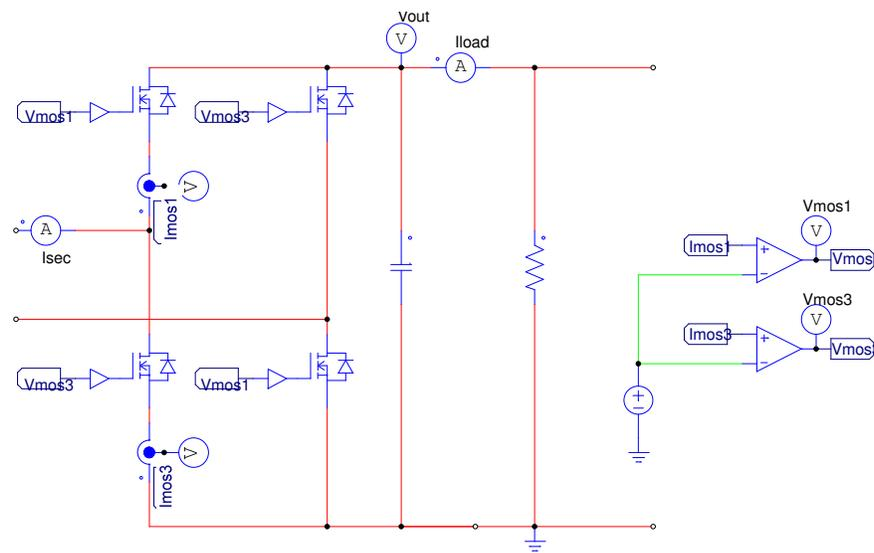 Vout
Iload
V
A
Vmos1
Vmos3
V
Imos1
A
Isec
Vmos1
V
Imos1
Vmos
Vmos3
V
Imos3
Vmos
Vmos3
Vmos1
V
Imos3